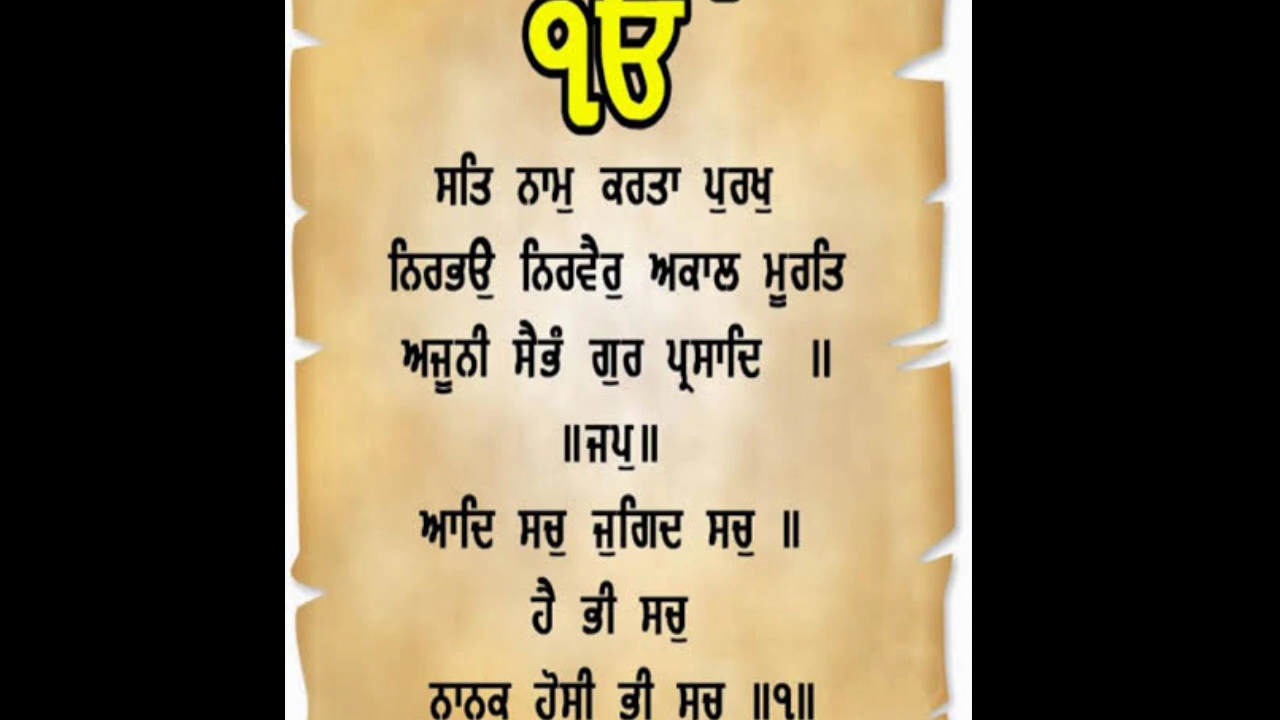 ੴ
ਸਤਿ ਨਾਮੁ ਕਰਤਾ ਪੁਰਖੁ
ਨਿਰਭਉ ਨਿਰਵੈਰੁ ਅਕਾਲ ਮੂਰਤਿ
ਅਜੂਨੀ ਸੈਭੰ ਗੁਰ ਪ੍ਰਸਾਦਿ ॥
॥ਜਪੁ॥
ਆਦਿ ਸਚੁ ਜੁਗਿਦ ਸਚੁ ॥
ਹੈ ਭੀ ਸਚੁ
ਨਾਨਕ ਹੋਸੀ ਭੀ ਸਚੁ ॥੧॥